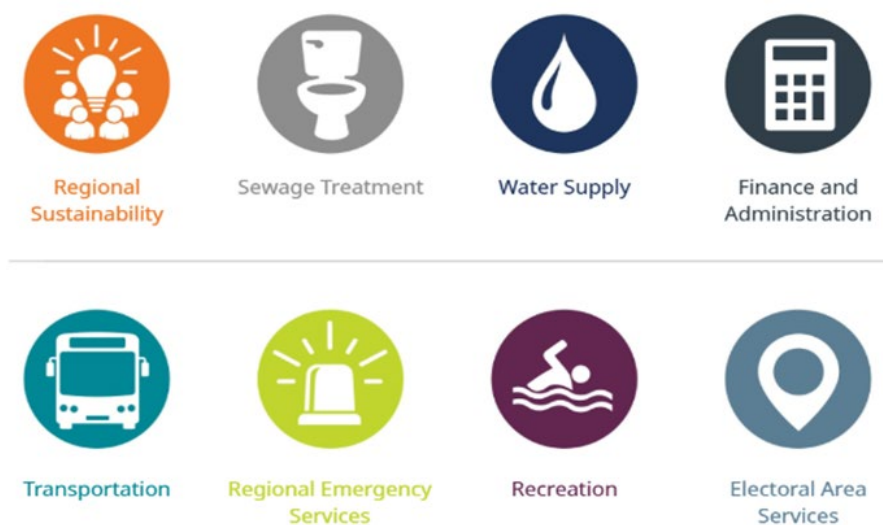 Regional
Sustainability
Sewage Treatment
Water Supply
Finance and
Administration
Transportation
Regional Emergency
Services
Recreation
Electoral Area
Services